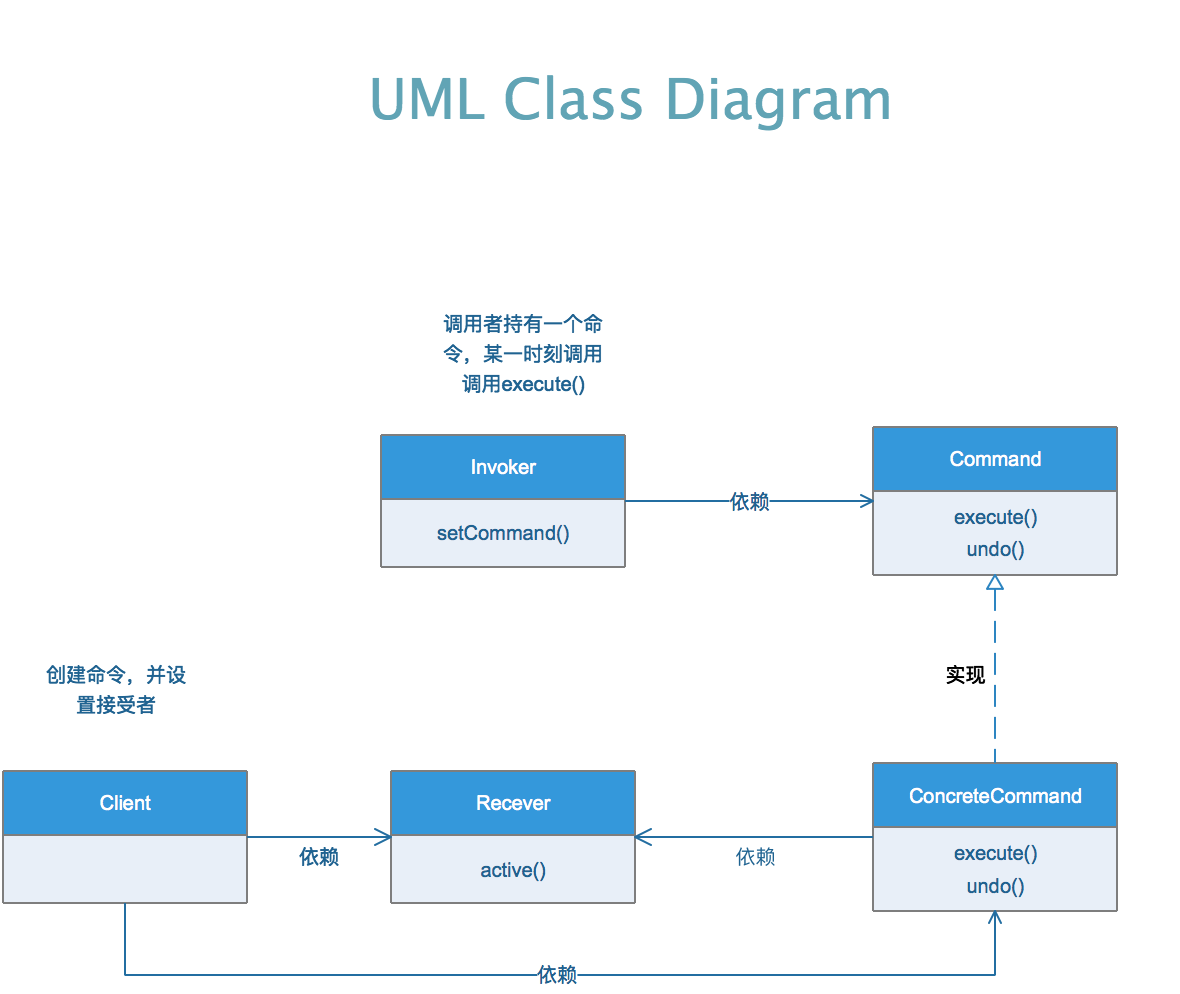 UML Class Diagram
调用者持有一个命
令，某一时刻调用
调用execute()
Invoker
setCommand()
依赖
Command
execute()
undo()
实现
创建命令，并设
置接受者
Client
依赖
Recever
active()
依赖
ConcreteCommand
execute()
undo()
依赖